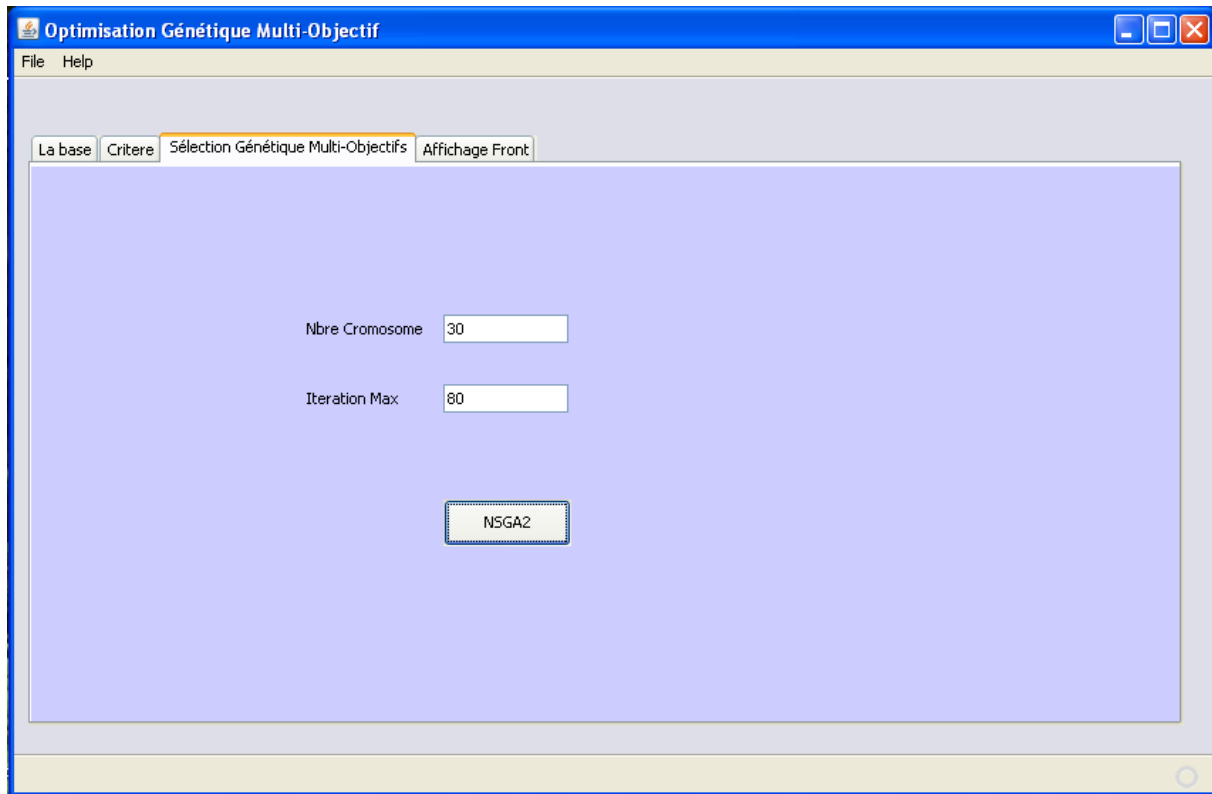 Optimisation Génétique Multi-Objectif
File Help
La base Critere Sélection Génétique Multi-Objectifs Affichage Front
Nbre Cromosome 30
Iteration Max 80
NSGA2